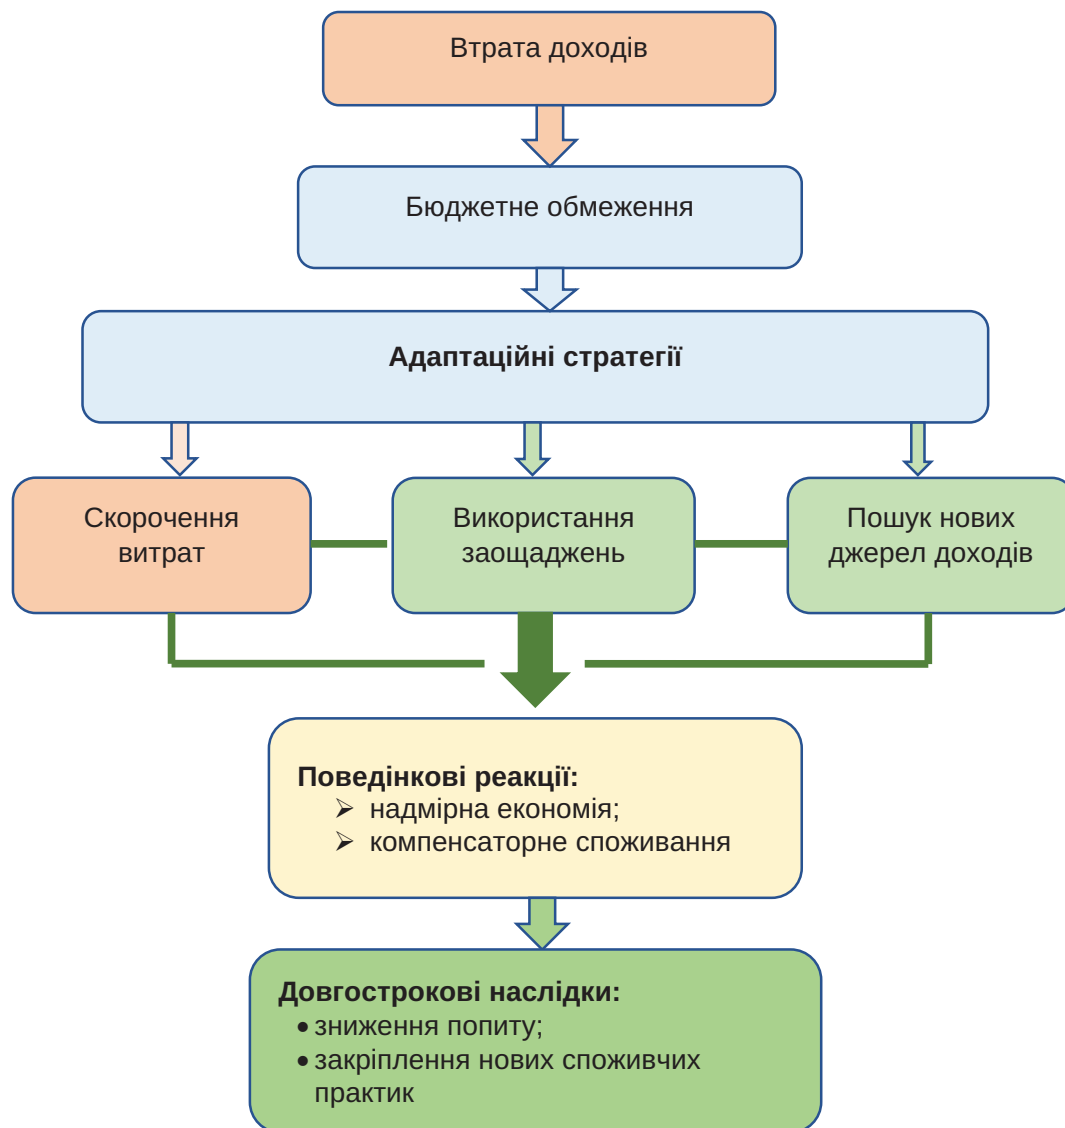 Втрата доходів
Бюджетне обмеження
Адаптаційні стратегії
Скорочення
витрат
Використання
заощаджень
Пошук нових
джерел доходів
Поведінкові реакції:
➢ надмірна економія;
➢ компенсаторне споживання
Довгострокові наслідки:
• зниження попиту;
• закріплення нових споживчих
практик